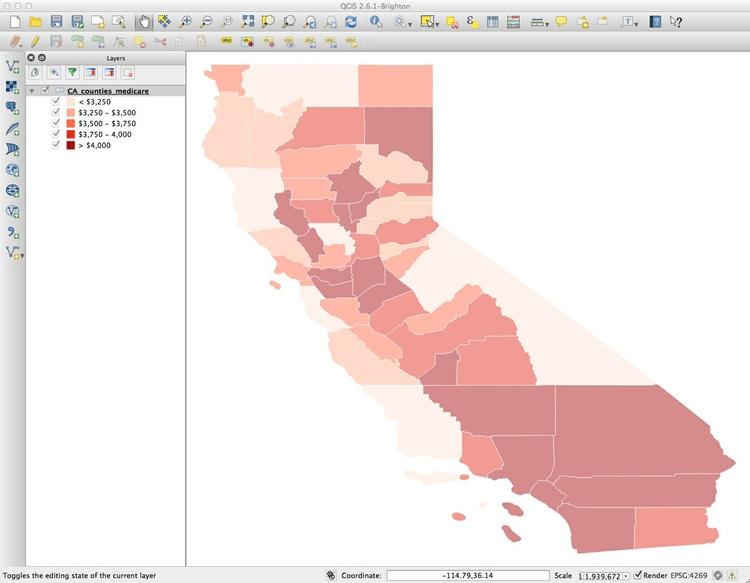 QGIS 2.6.1-Brighton
Layers
CA_counties_medicare
< $3,250
$3,250 - $3,500
$3,500 - $3,750
$3,750 - 4,000
> $4,000
Toggles the editing state of the current layer
Coordinate:
-114.79,36.14
Scale
1:1,939,672
Render
EPSG:4269